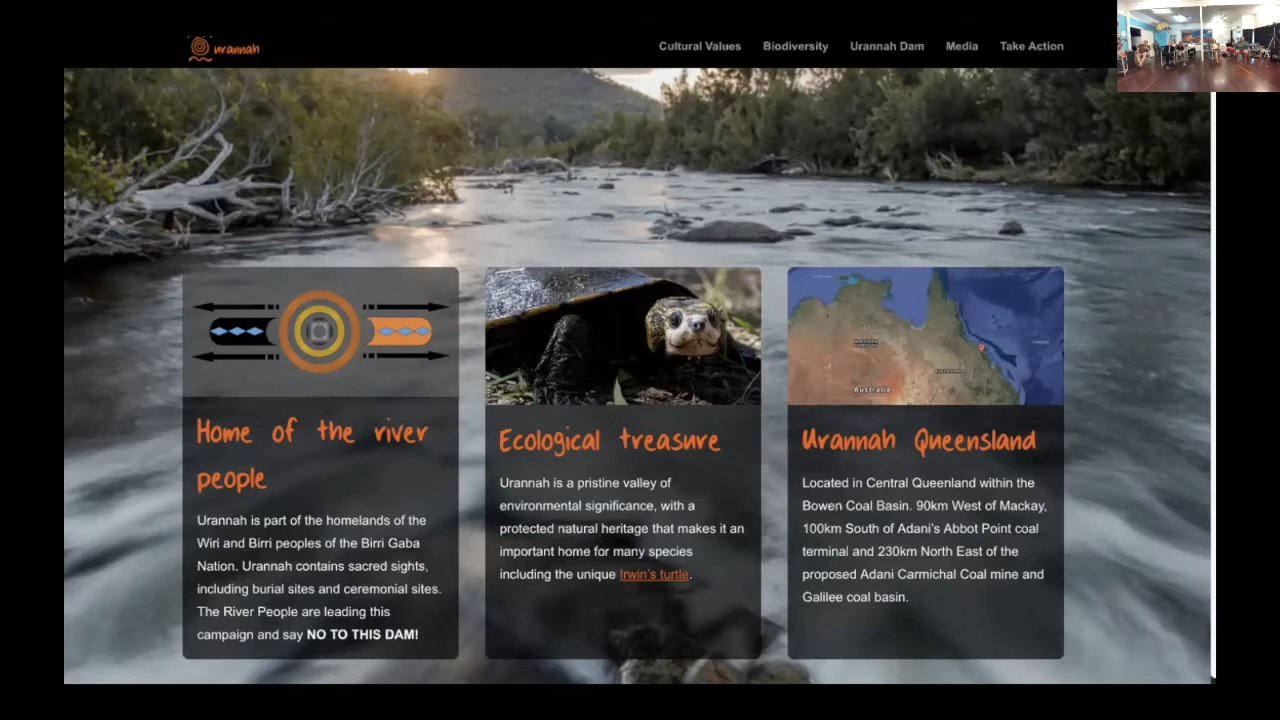 urannah
Cultural Values
Biodiversity
Urannah Dam
Media
Take Action
Home of the river
people
Urannah is part of the homelands of the
Wiri and Birri peoples of the Birri Gaba
Nation. Urannah contains sacred sights,
including burial sites and ceremonial sites.
The River People are leading this
campaign and say NO TO THIS DAM!
Ecological treasure
Urannah is a pristine valley of
environmental significance, with a
protected natural heritage that makes it an
important home for many species
including the unique Irwin's turtle.
Australia
Urannah Queensland
Located in Central Queenland within the
Bowen Coal Basin. 90km West of Mackay,
100km South of Adani's Abbot Point coal
terminal and 230km North East of the
proposed Adani Carmichal Coal mine and
Galilee coal basin.